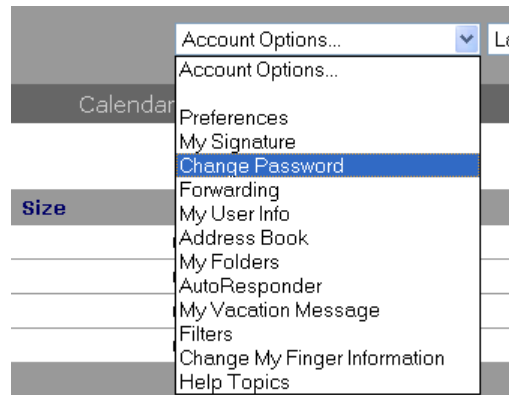 Account Options...
Account Options...
Calendar
Preferences
My Signature
Change Password
Forwarding
Size
My User Info
Address Book
My Folders
AutoResponder
My Vacation Message
Filters
Change My Finger Information
Help Topics